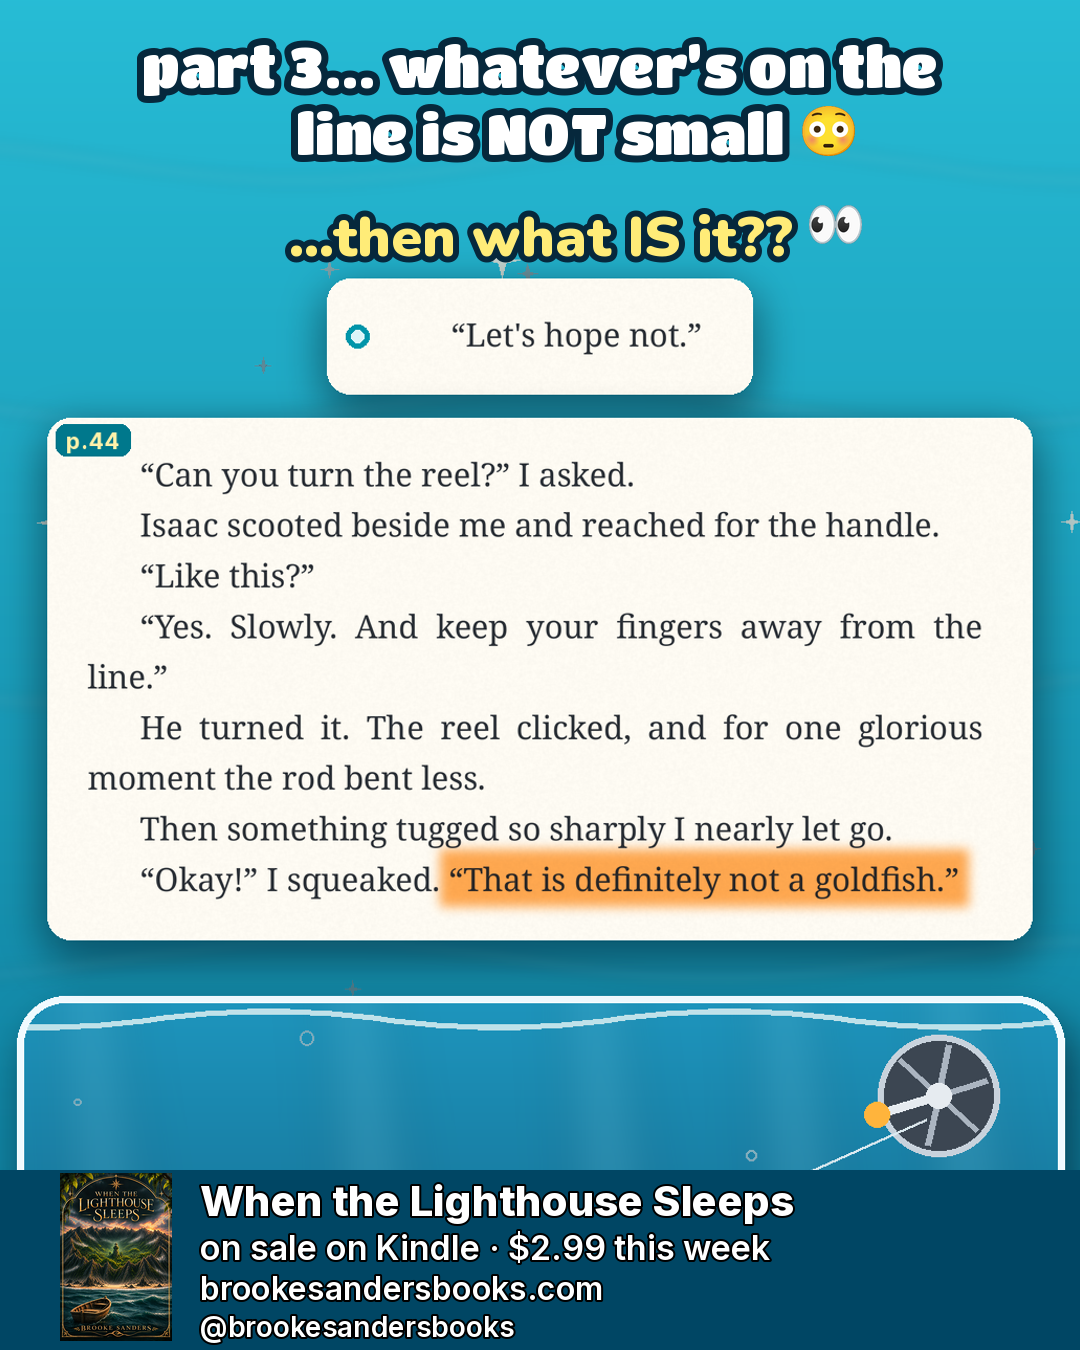 part 3... whatever's on the
line is NOT small 😳
...then what IS it?? 👀
“Let's hope not.”
p.44
“Can you turn the reel?” I asked.
Isaac scooted beside me and reached for the handle.
“Like this?”
“Yes. Slowly. And keep your fingers away from the
line.”
He turned it. The reel clicked, and for one glorious
moment the rod bent less.
Then something tugged so sharply I nearly let go.
“Okay!” I squeaked. “That is definitely not a goldfish.”
WHEN THE
LIGHTHOUSE
SLEEPS
BROOKE SANDERS
When the Lighthouse Sleeps
on sale on Kindle · $2.99 this week
brookesandersbooks.com
@brookesandersbooks